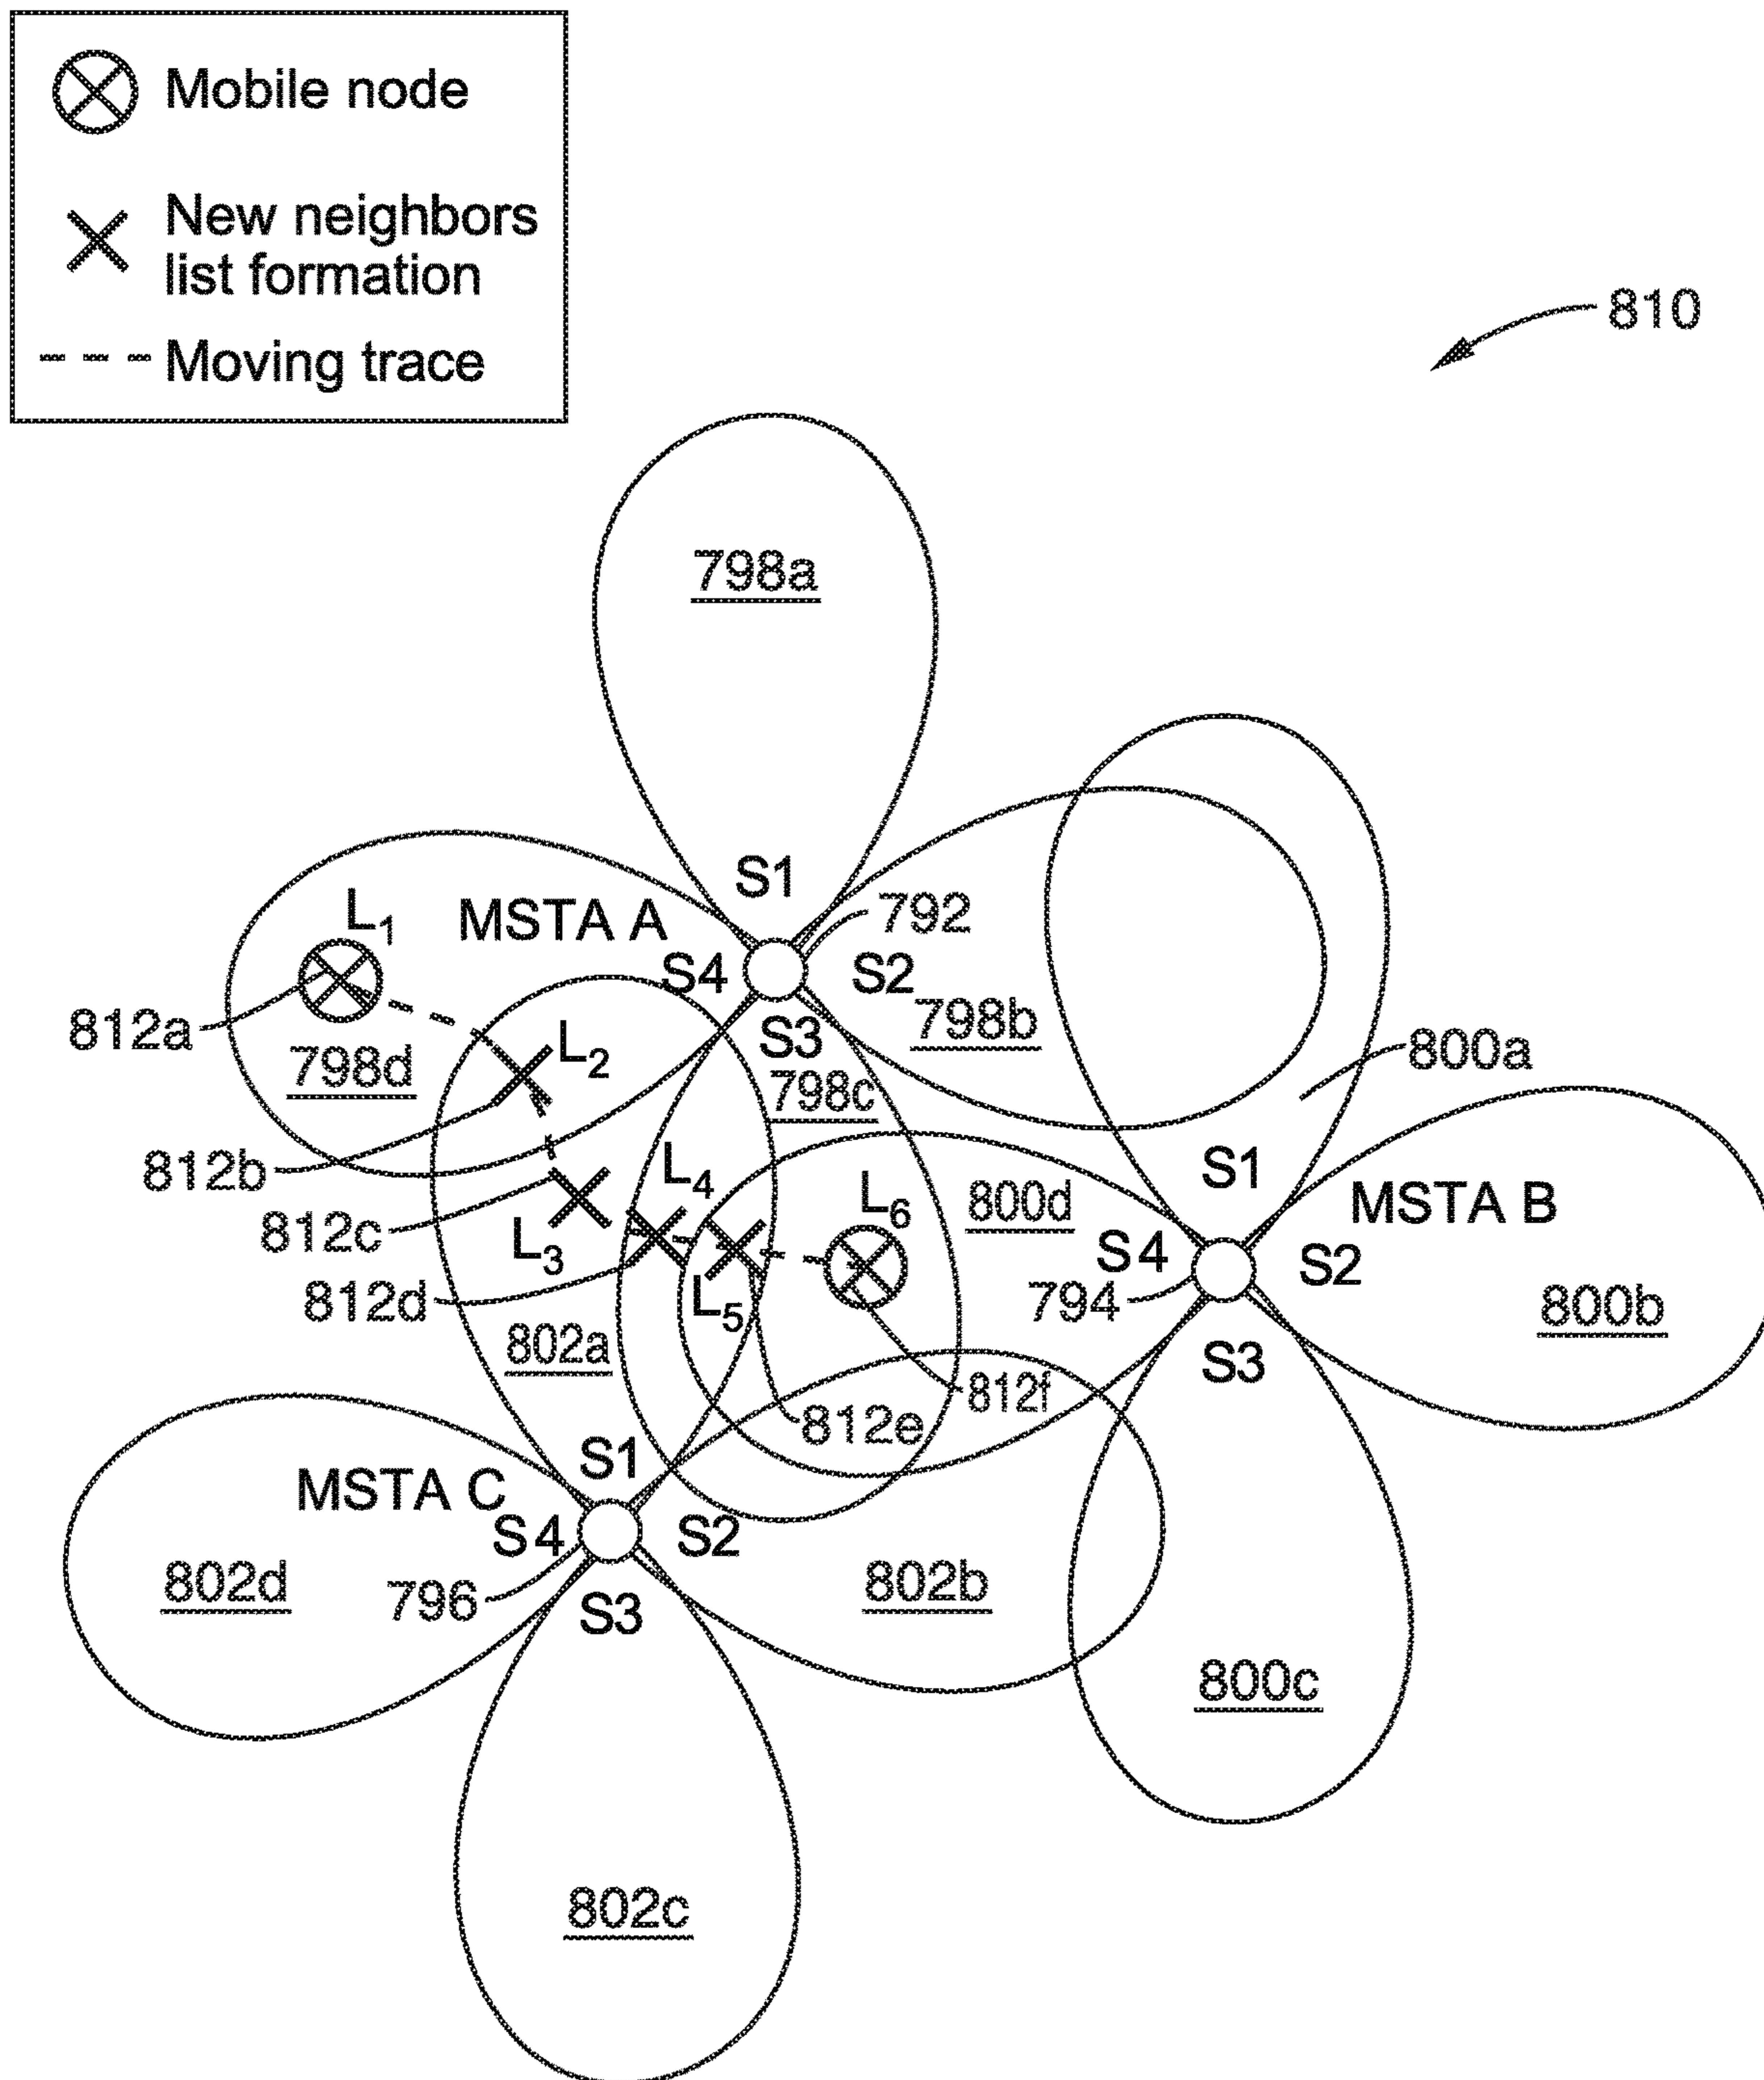 Mobile node
New neighbors
list formation
Moving trace
810
798a
S1
792
L1
MSTA A
S4
S2
812a
798d
S3
798b
L2
800a
798c
812b
L4
S1
MSTA B
812c
L3
L6
800d
S4
S2
812d
L5
794
800b
802a
S3
812f
812e
S1
MSTA C
S4
S2
802d
796
S3
802b
800c
802c